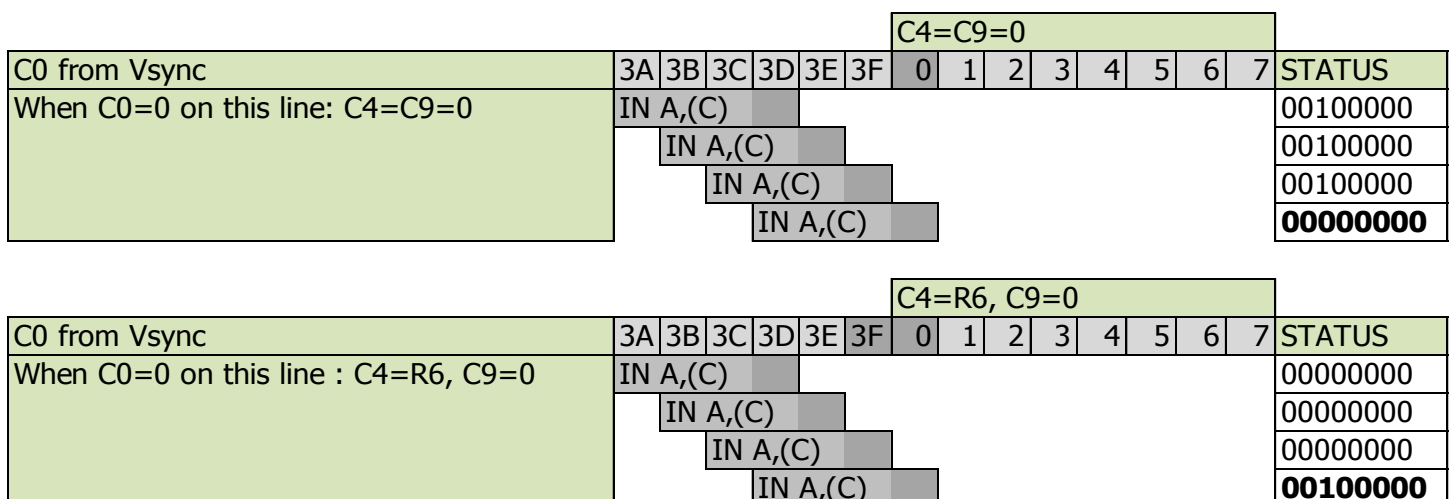 C4=C9=0
C0 from Vsync 3A 3B 3C 3D 3E 3F 0 1 2 3 4 5 6 7 STATUS
When C0=0 on this line: C4=C9=0 IN A,(C) 00100000
IN A,(C) 00100000
IN A,(C) 00100000
IN A,(C) 00000000
C4=R6, C9=0
C0 from Vsync 3A 3B 3C 3D 3E 3F 0 1 2 3 4 5 6 7 STATUS
When C0=0 on this line : C4=R6, C9=0 IN A,(C) 00000000
IN A,(C) 00000000
IN A,(C) 00000000
IN A,(C) 00100000